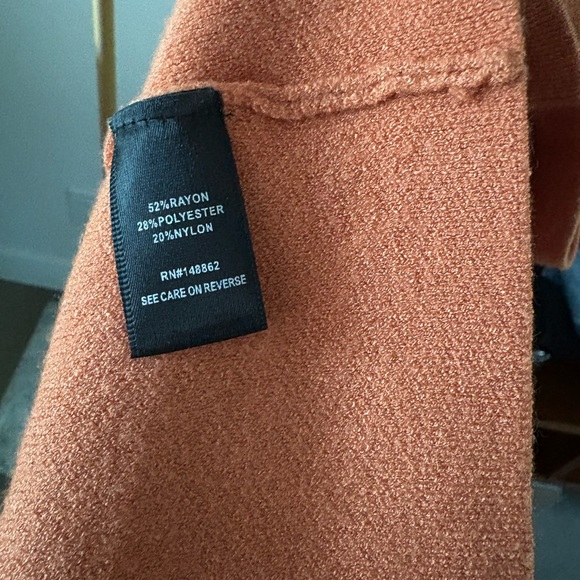 52%RAYON
28%POLYESTER
20%NYLON
RN#148862
SEE CARE ON REVERSE